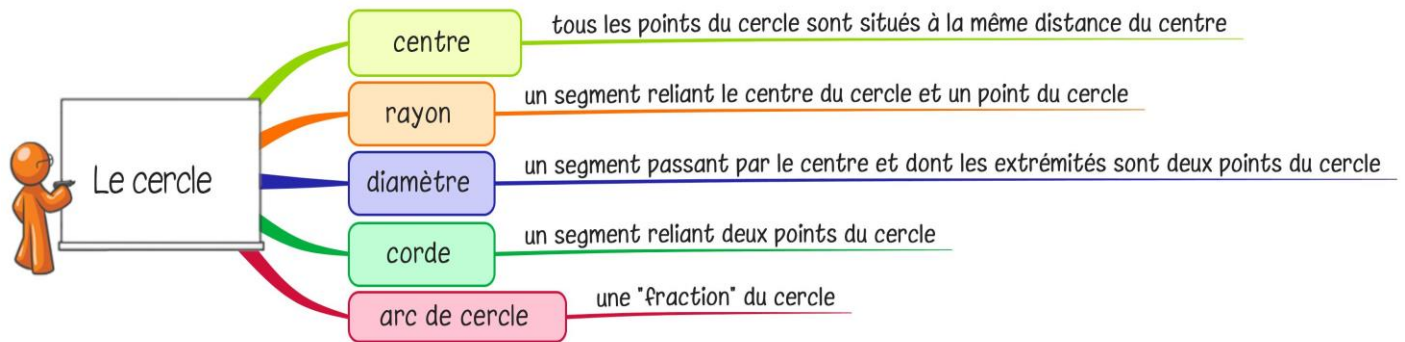 Le cercle
centre
tous les points du cercle sont situés à la même distance du centre
rayon
un segment reliant le centre du cercle et un point du cercle
diamètre
un segment passant par le centre et dont les extrémités sont deux points du cercle
corde
un segment reliant deux points du cercle
arc de cercle
une "fraction" du cercle